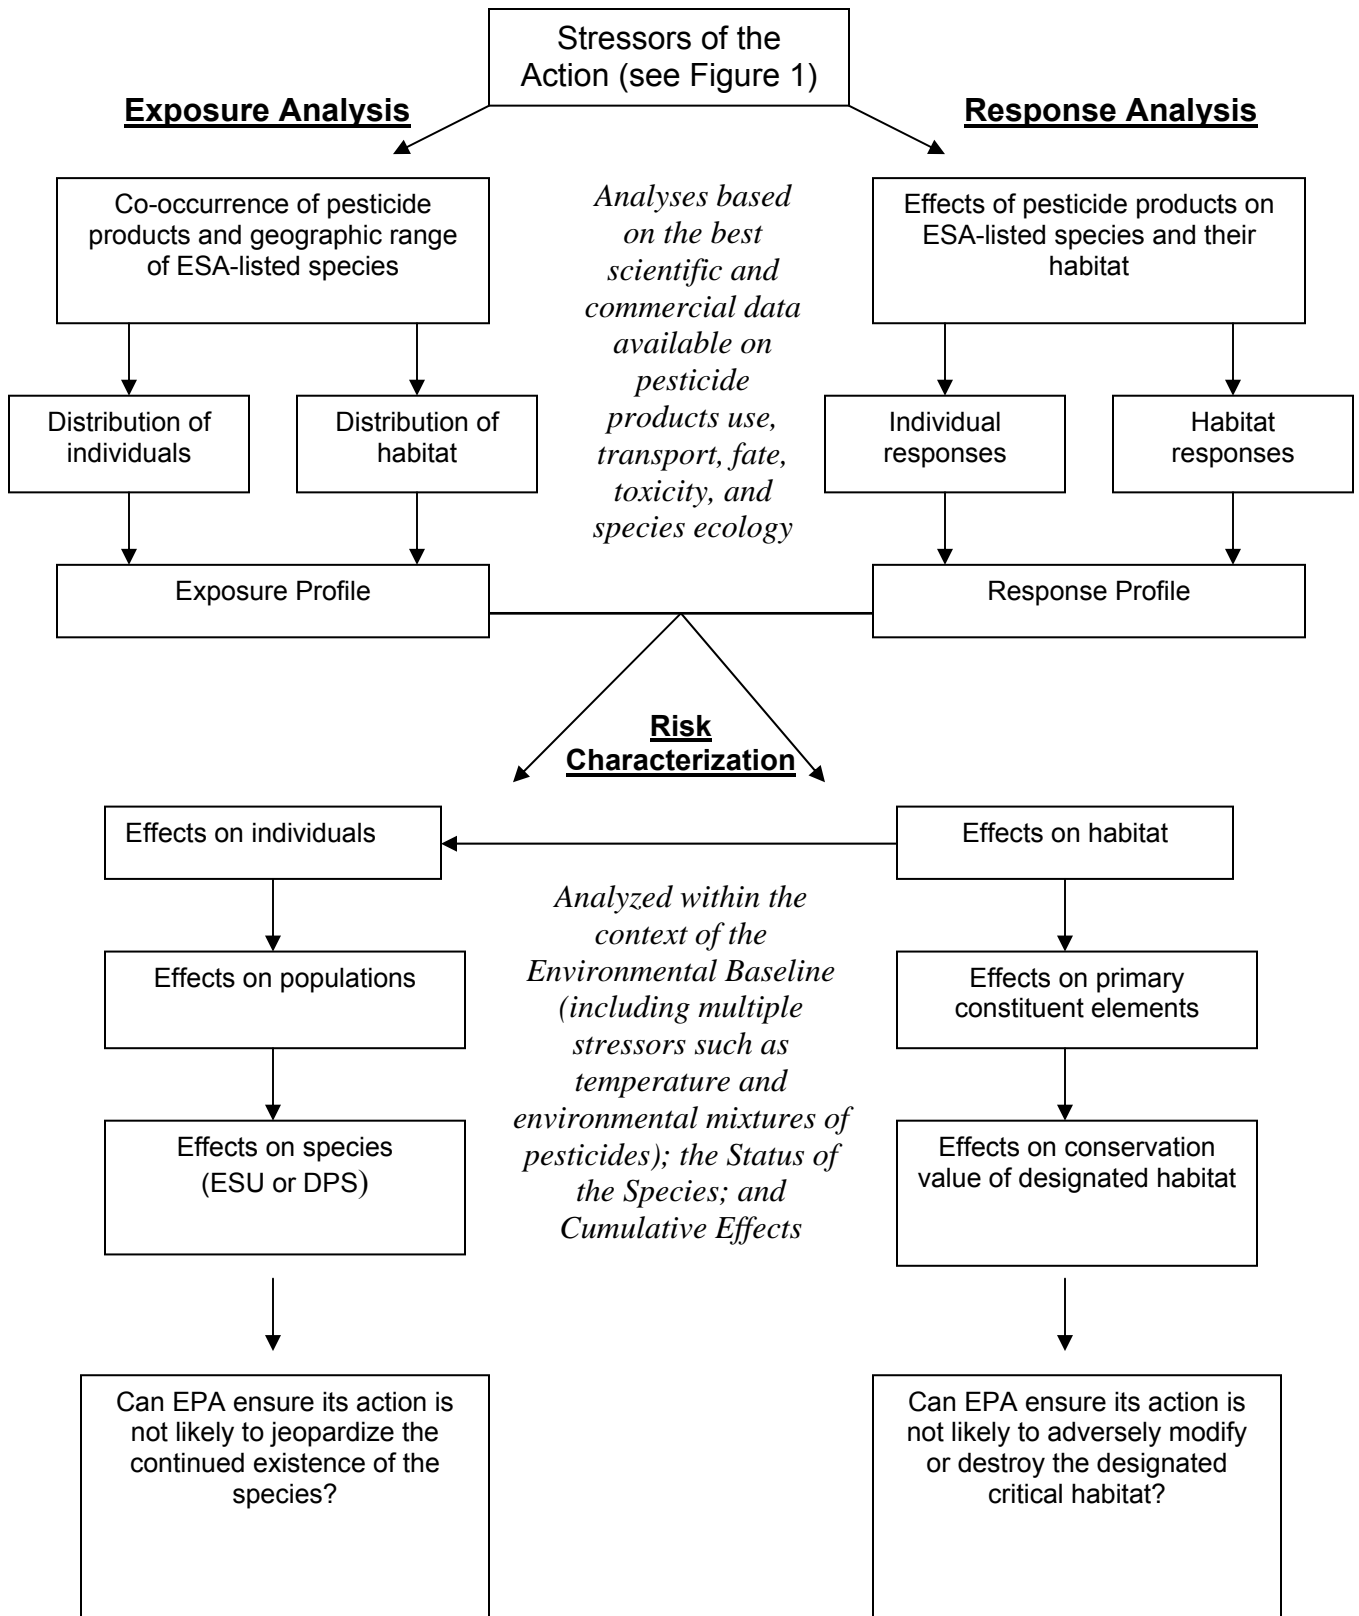 Stressors of the
Action (see Figure 1)
Exposure Analysis
Response Analysis
Co-occurrence of pesticide
products and geographic range
of ESA-listed species
Analyses based
on the best
scientific and
commercial data
available on
pesticide
products use,
transport, fate,
toxicity, and
species ecology
Effects of pesticide products on
ESA-listed species and their
habitat
Distribution of
individuals
Distribution of
habitat
Individual
responses
Habitat
responses
Exposure Profile
Response Profile
Risk
Characterization
Effects on individuals
Effects on habitat
Analyzed within the
context of the
Environmental Baseline
(including multiple
stressors such as
temperature and
environmental mixtures of
pesticides); the Status of
the Species; and
Cumulative Effects
Effects on populations
Effects on primary
constituent elements
Effects on species
(ESU or DPS)
Effects on conservation
value of designated habitat
Can EPA ensure its action is
not likely to jeopardize the
continued existence of the
species?
Can EPA ensure its action is
not likely to adversely modify
or destroy the designated
critical habitat?